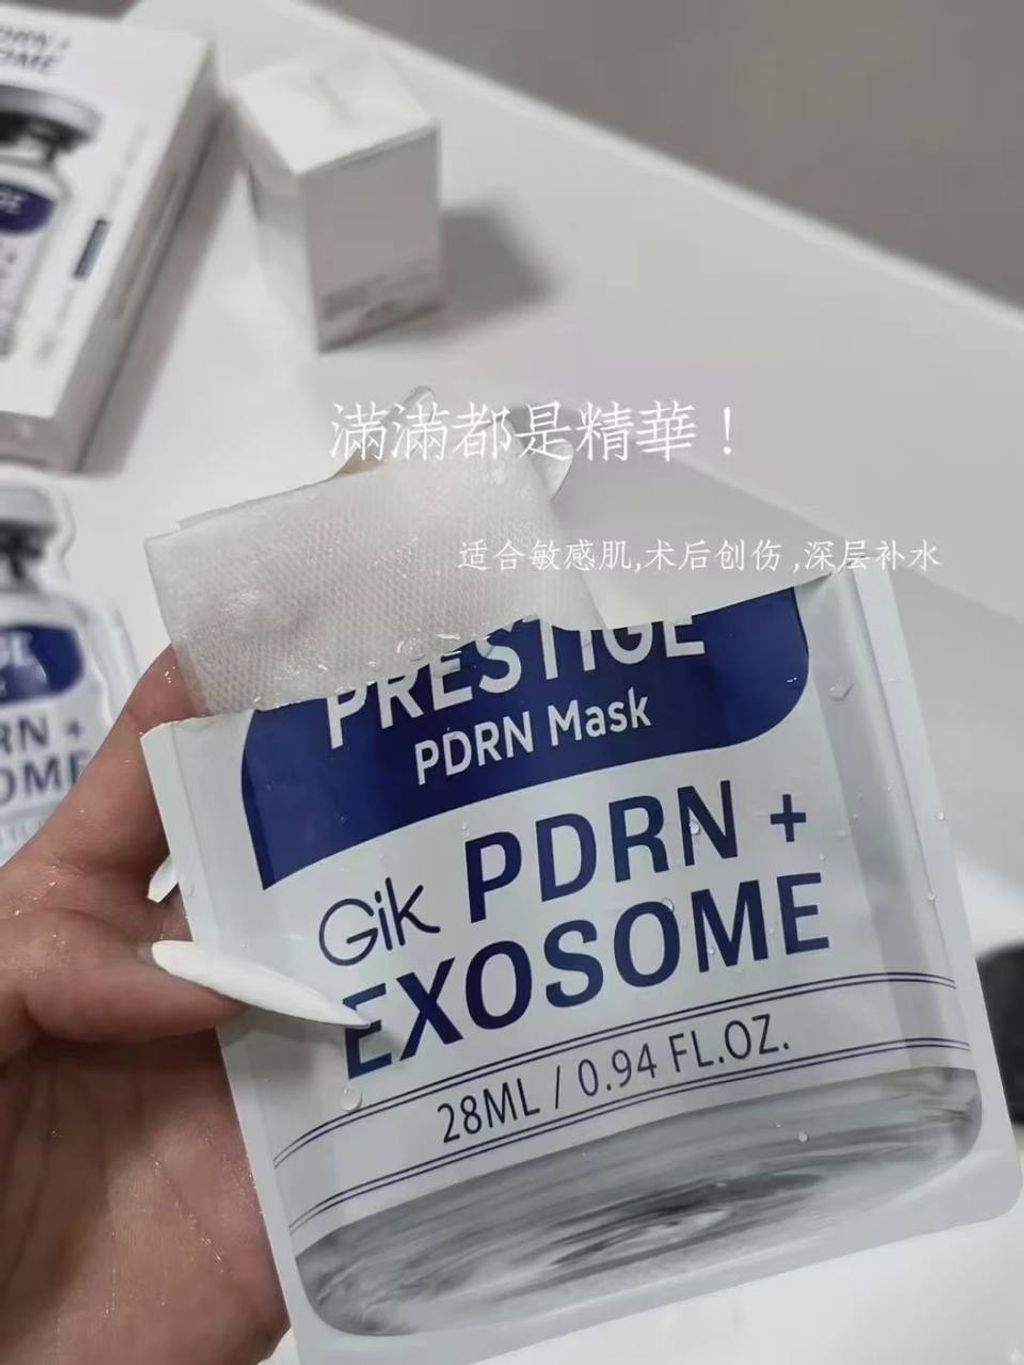 滿滿都是精華！
适合敏感肌,术后创伤,深层补水
PRESTIGE
PDRN Mask
Gik PDRN +
EXOSOME
28ML / 0.94 FL.OZ.